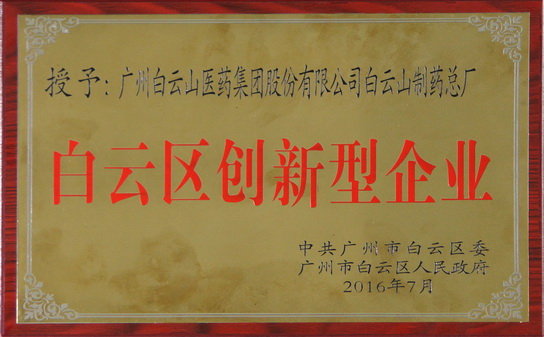 授予：广州白云山医药集团股份有限公司白云山制药总厂
白云区创新型企业
中共广州市白云区委
广州市白云区人民政府
2016年7月